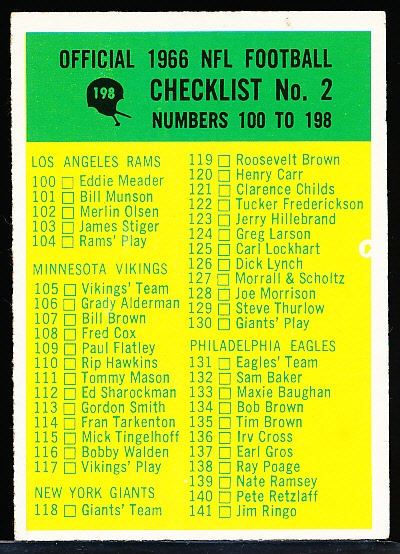 OFFICIAL 1966 NFL FOOTBALL
198
CHECKLIST No. 2
NUMBERS 100 TO 198
LOS ANGELES RAMS
100 Eddie Meader
101 Bill Munson
102 Merlin Olsen
103 James Stiger
104 Rams' Play
MINNESOTA VIKINGS
105 Vikings' Team
106 Grady Alderman
107 Bill Brown
108 Fred Cox
109 Paul Flatley
110 Rip Hawkins
111 Tommy Mason
112 Ed Sharockman
113 Gordon Smith
114 Fran Tarkenton
115 Mick Tingelhoff
116 Bobby Walden
117 Vikings' Play
NEW YORK GIANTS
118 Giants' Team
119 Roosevelt Brown
120 Henry Carr
121 Clarence Childs
122 Tucker Frederickson
123 Jerry Hillebrand
124 Greg Larson
125 Carl Lockhart
126 Dick Lynch
127 Morrall & Scholtz
128 Joe Morrison
129 Steve Thurlow
130 Giants' Play
PHILADELPHIA EAGLES
131 Eagles' Team
132 Sam Baker
133 Maxie Baughan
134 Bob Brown
135 Tim Brown
136 Irv Cross
137 Earl Gros
138 Ray Poage
139 Nate Ramsey
140 Pete Retzlaff
141 Jim Ringo